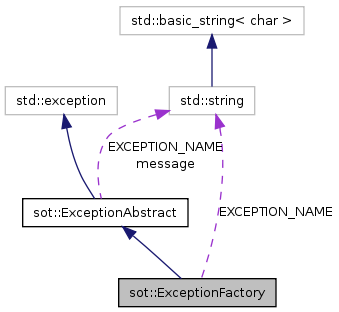 std::basic_string< char >
std::exception
std::string
EXCEPTION_NAME
message
sot::ExceptionAbstract
EXCEPTION_NAME
sot::ExceptionFactory